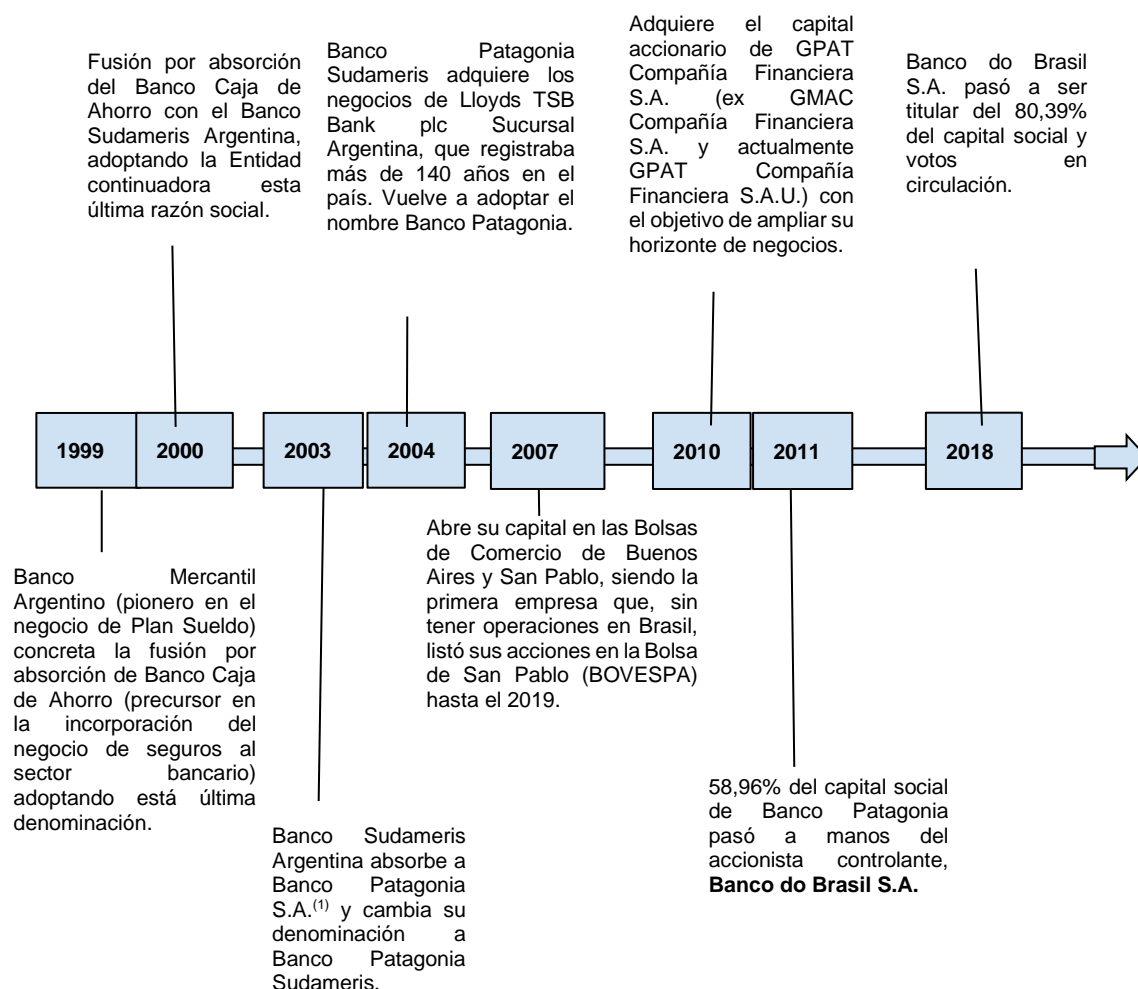 Fusión por absorción
del Banco Caja de
Ahorro con el Banco
Sudameris Argentina,
adoptando la Entidad
continuadora esta
última razón social.
Banco Patagonia
Sudameris adquiere los
negocios de Lloyds TSB
Bank plc Sucursal
Argentina, que registraba
más de 140 años en el
país. Vuelve a adoptar el
nombre Banco Patagonia.
Adquiere el capital
accionario de GPAT
Compañía Financiera
S.A. (ex GMAC
Compañía Financiera
S.A. y actualmente
GPAT Compañía
Financiera S.A.U.) con
el objetivo de ampliar su
horizonte de negocios.
Banco do Brasil
S.A. pasó a ser
titular del 80,39%
del capital social y
votos en
circulación.
1999
2000
2003
2004
2007
2010
2011
2018
Banco Mercantil
Argentino (pionero en el
negocio de Plan Sueldo)
concreta la fusión por
absorción de Banco Caja
de Ahorro (precursor en
la incorporación del
negocio de seguros al
sector bancario)
adoptando está última
denominación.
Banco Sudameris
Argentina absorbe a
Banco Patagonia
S.A.(1) y cambia su
denominación a
Banco Patagonia
Sudameris.
Abre su capital en las Bolsas
de Comercio de Buenos
Aires y San Pablo, siendo la
primera empresa que, sin
tener operaciones en Brasil,
listó sus acciones en la Bolsa
de San Pablo (BOVESPA)
hasta el 2019.
58,96% del capital social
de Banco Patagonia
pasó a manos del
accionista controlante,
Banco do Brasil S.A.